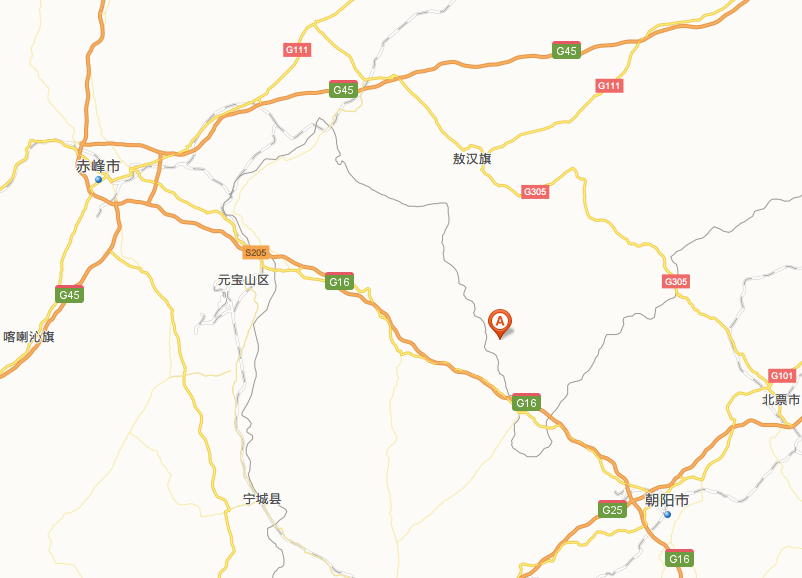 G45
G111
G111
G45
敖汉旗
赤峰市
G305
S205
元宝山区
G16
G305
G45
A
喀喇沁旗
G101
G16
北票市
宁城县
朝阳市
G25
G16